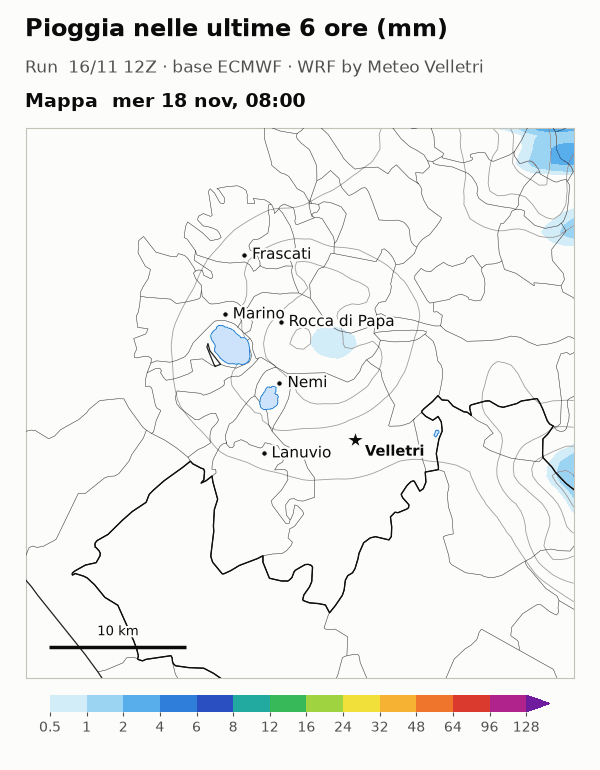 Pioggia nelle ultime 6 ore (mm)
Run  16/11 12Z · base ECMWF · WRF by Meteo Velletri
Mappa  mer 18 nov, 08:00
Frascati
Marino
Rocca di Papa
Nemi
Velletri
Lanuvio
10 km
0.5 1 2 4 6 8 12 16 24 32 48 64 96 128